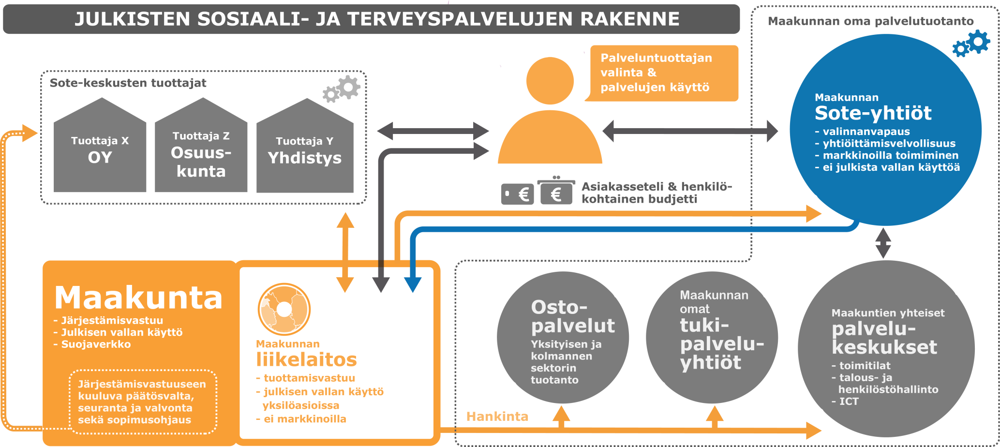 JULKISTEN SOSIAALI- JA TERVEYSPALVELUJEN RAKENNE
Maakunnan oma palvelutuotanto
Sote-keskusten tuottajat
Tuottaja X
OY
Tuottaja Z
Osuus-
kunta
Tuottaja Y
Yhdistys
Palveluntuottajan
valinta &
palvelujen käyttö
€ €
Asiakasseteli & henkilö-
kohtainen budjetti
Maakunnan
Sote-yhtiöt
- valinnanvapaus
- yhtiöittämisvelvollisuus
- markkinoilla toimiminen
- ei julkista vallan käyttöä
Maakunta
- Järjestämisvastuu
- Julkisen vallan käyttö
- Suojaverkko
Järjestämisvastuuseen
kuuluva päätösvalta,
seuranta ja valvonta
sekä sopimusohjaus
Maakunnan
liikelaitos
- tuottamisvastuu
- julkisen vallan käyttö
yksilöasioissa
- ei markkinoilla
Hankinta
Osto-
palvelut
Yksityisen ja
kolmannen
sektorin
tuotanto
Maakunnan
omat
tuki-
palvelu-
yhtiöt
Maakuntien yhteiset
palvelu-
keskukset
- toimitilat
- talous- ja
henkilöstöhallinto
- ICT